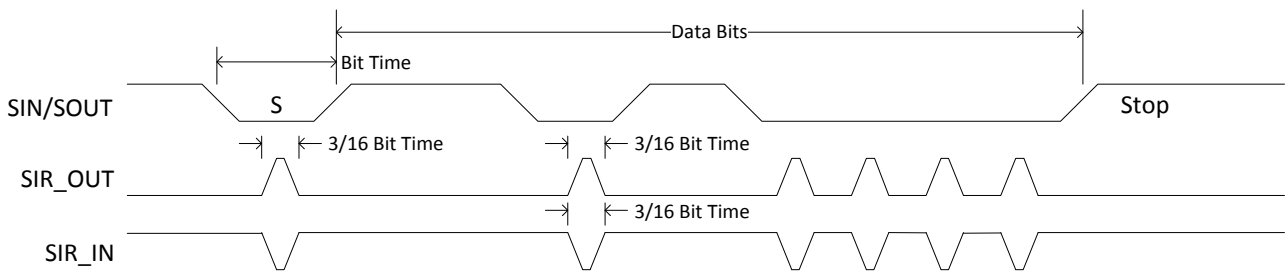 Data Bits
Bit Time
SIN/SOUT
S
Stop
3/16 Bit Time
3/16 Bit Time
SIR_OUT
3/16 Bit Time
SIR_IN